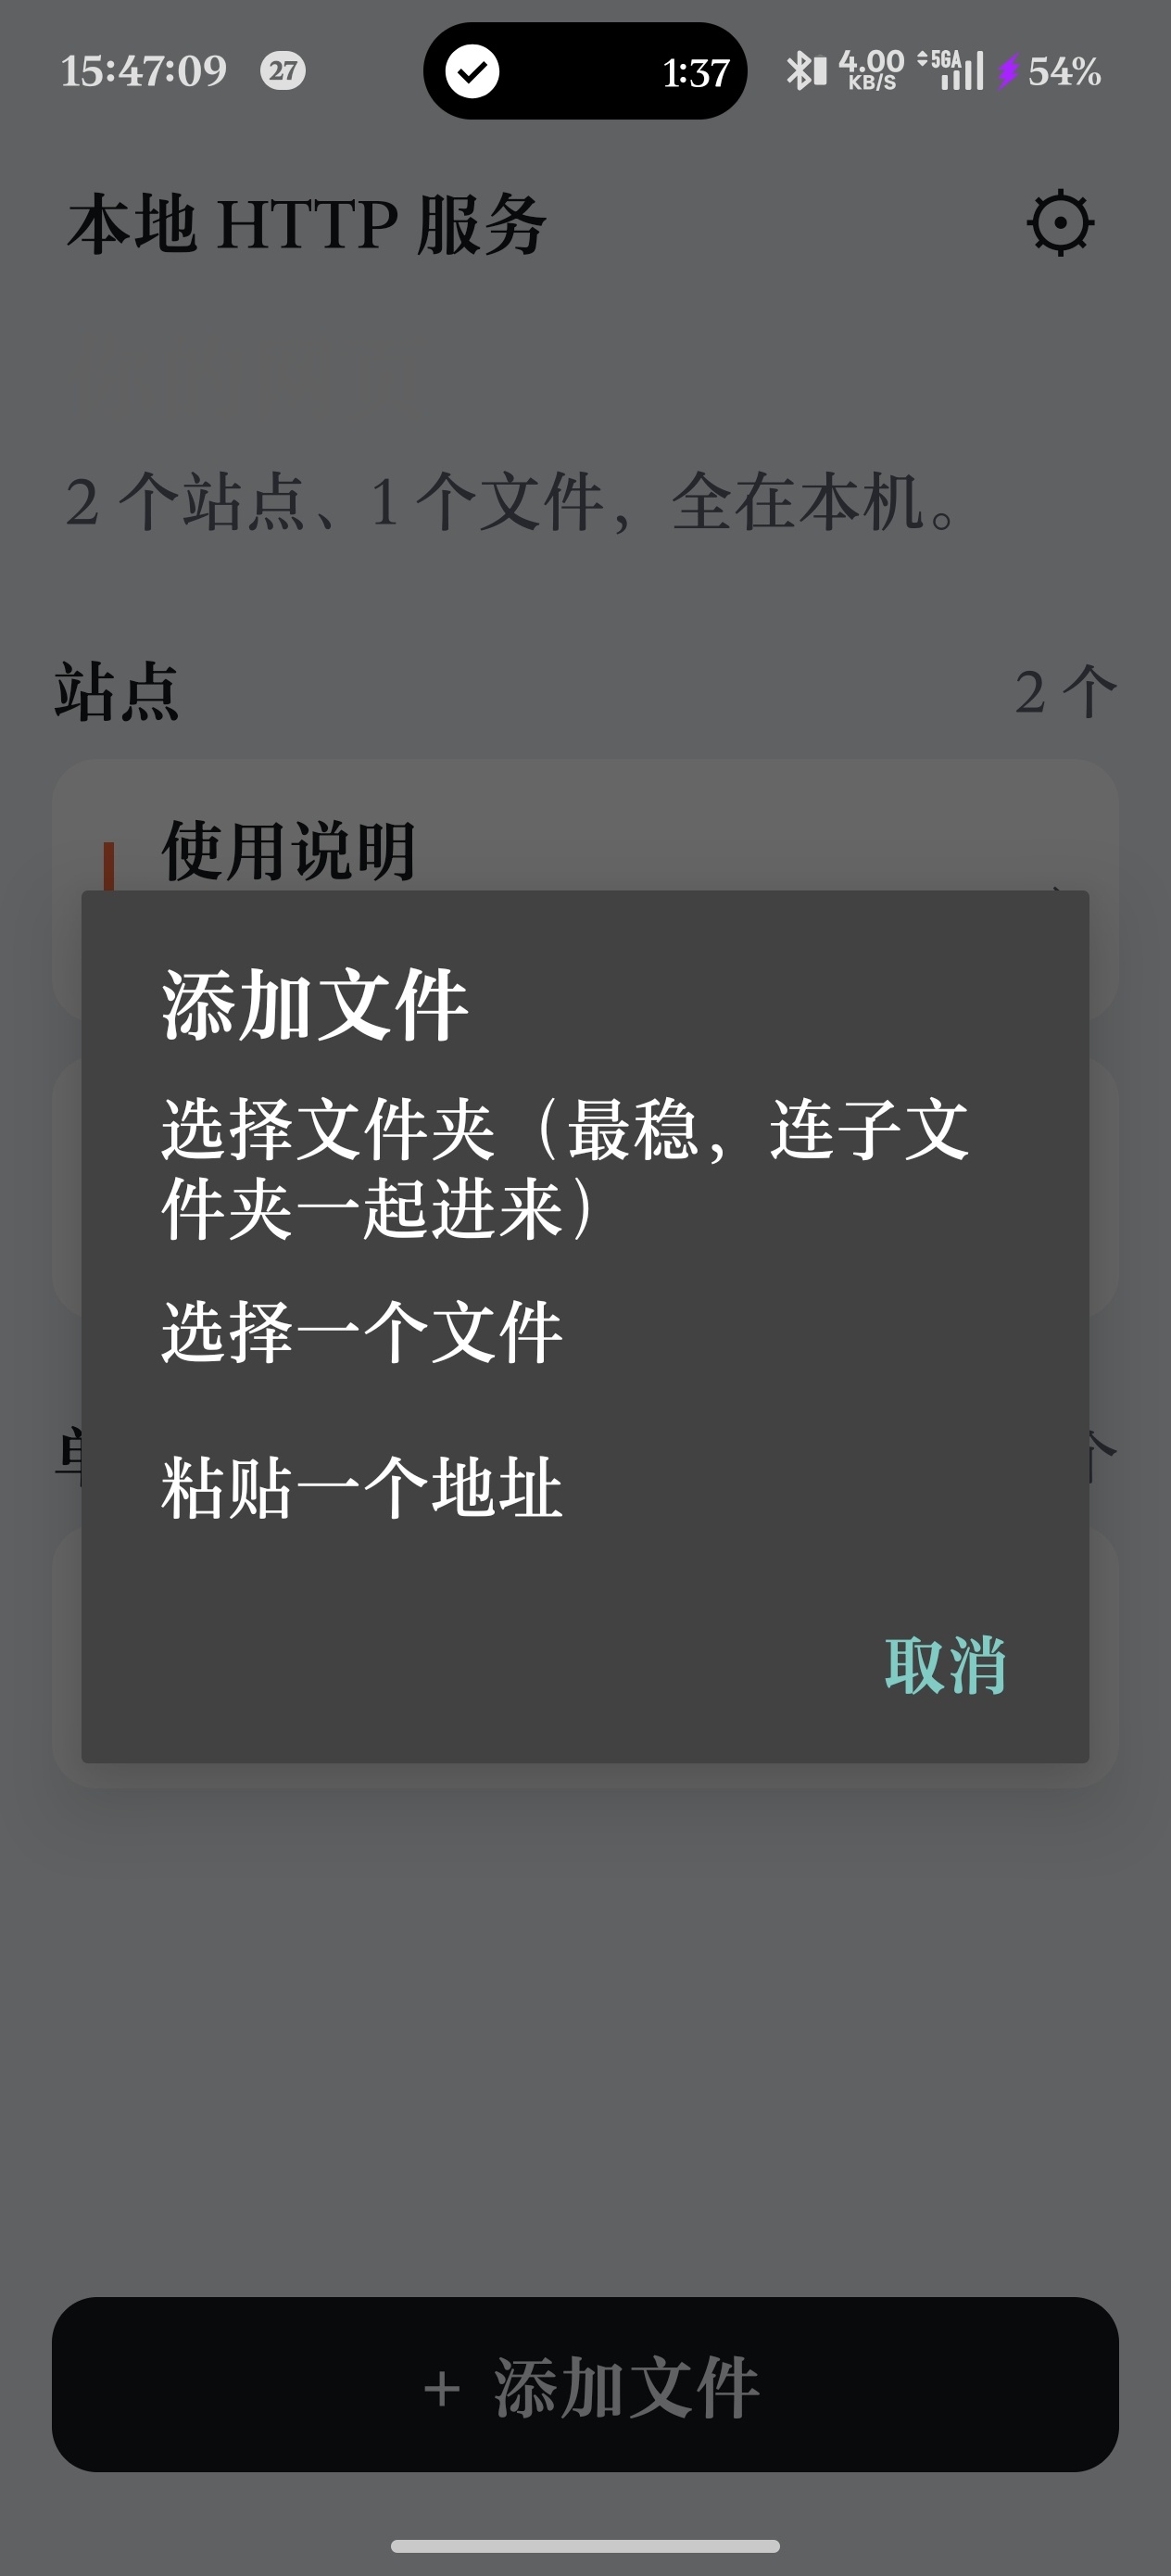 15:47:09 27 1:37 4.00 KB/S 5GA 54%
本地 HTTP 服务
2 个站点、1 个文件，全在本机。
站点 2 个
使用说明
添加文件
选择文件夹（最稳，连子文
件夹一起进来）
选择一个文件
粘贴一个地址
取消
+ 添加文件